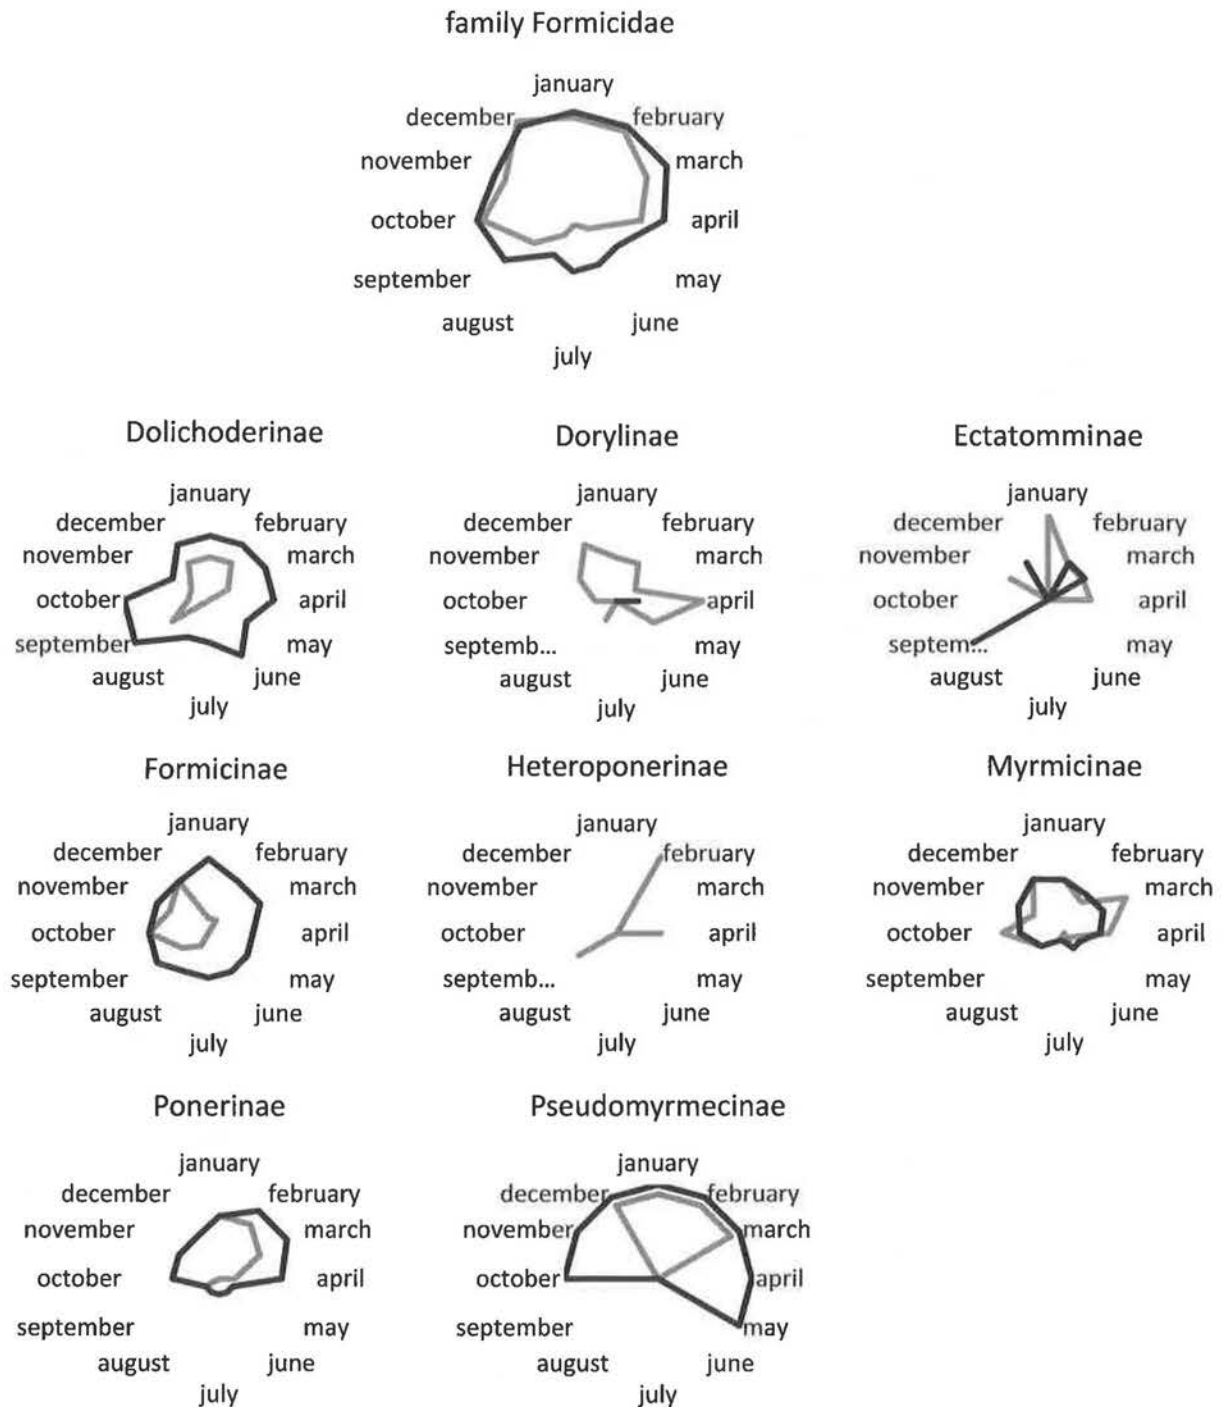 family Formicidae
january
december
february
november
march
october
april
september
may
august
june
july
Dolichoderinae
january
december
february
november
march
october
april
september
may
august
june
july
Dorylinae
january
december
february
november
march
october
april
septemb...
may
august
june
july
Ectatomminae
january
december
february
november
march
october
april
septem...
may
august
june
july
Formicinae
january
december
february
november
march
october
april
september
may
august
june
july
Heteroponerinae
january
december
february
november
march
october
april
septemb...
may
august
june
july
Myrmicinae
january
december
february
november
march
october
april
september
may
august
june
july
Ponerinae
january
december
february
november
march
october
april
september
may
august
june
july
Pseudomyrmecinae
january
december
february
november
march
october
april
september
may
august
june
july